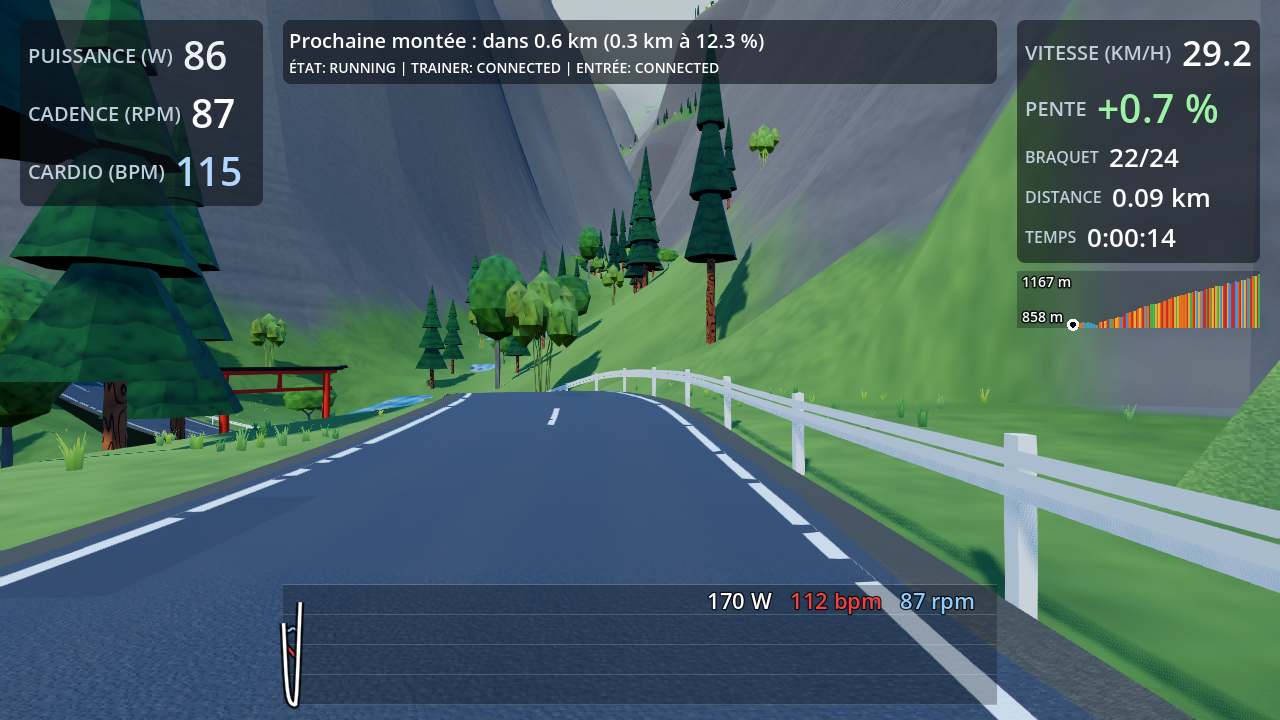 PUISSANCE (W) 86
CADENCE (RPM) 87
CARDIO (BPM) 115
Prochaine montée : dans 0.6 km (0.3 km à 12.3 %)
ÉTAT: RUNNING | TRAINER: CONNECTED | ENTRÉE: CONNECTED
VITESSE (KM/H) 29.2
PENTE +0.7 %
BRAQUET 22/24
DISTANCE 0.09 km
TEMPS 0:00:14
1167 m
858 m
170 W 112 bpm 87 rpm